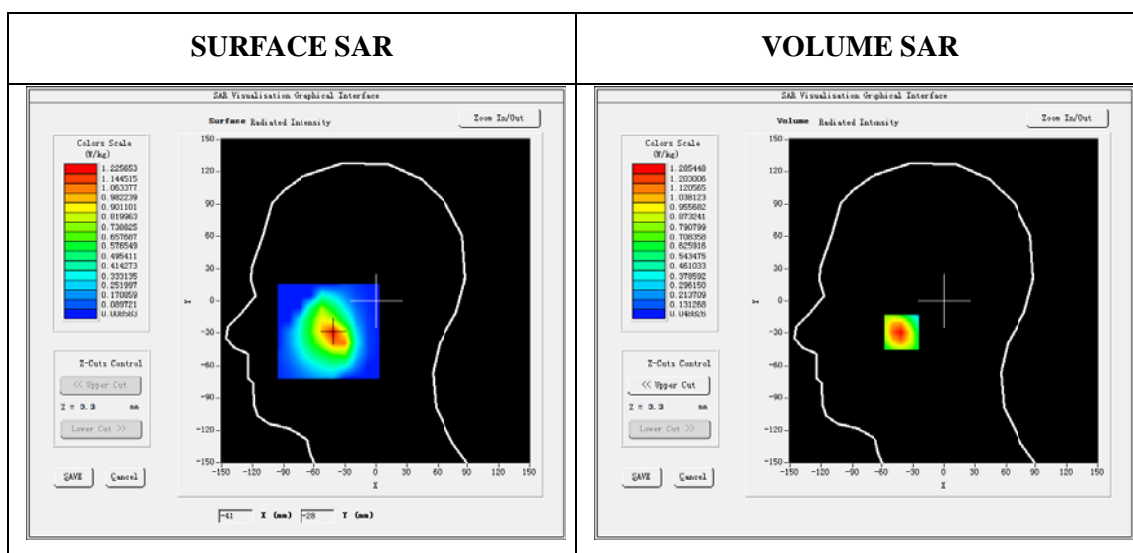 SURFACE SAR
VOLUME SAR
SAR Visualisation Graphical Interface
Surface Radiated Intensity
Zoom In/Out
Colors Scale
(W/kg)
1.225653
1.144515
1.063377
0.982239
0.901101
0.819963
0.738825
0.657687
0.576549
0.495411
0.414273
0.333135
0.251997
0.170859
0.089721
0.008583
Z-Cuts Control
<< Upper Cut
Z = 3.3 mm
Lower Cut >>
SAVE
Cancel
150
120
90
60
30
0
-30
-60
-90
-120
-150
Y
-150 -120 -90 -60 -30 0 30 60 90 120 150
X
-41 X (mm) -28 Y (mm)
SAR Visualisation Graphical Interface
Volume Radiated Intensity
Zoom In/Out
Colors Scale
(W/kg)
1.285448
1.203006
1.120565
1.038123
0.955682
0.873241
0.790799
0.708358
0.625916
0.543475
0.461033
0.378592
0.296150
0.213709
0.131268
0.048826
Z-Cuts Control
<< Upper Cut
Z = 3.3 mm
Lower Cut >>
SAVE
Cancel
150
120
90
60
30
0
-30
-60
-90
-120
-150
Y
-150 -120 -90 -60 -30 0 30 60 90 120 150
X